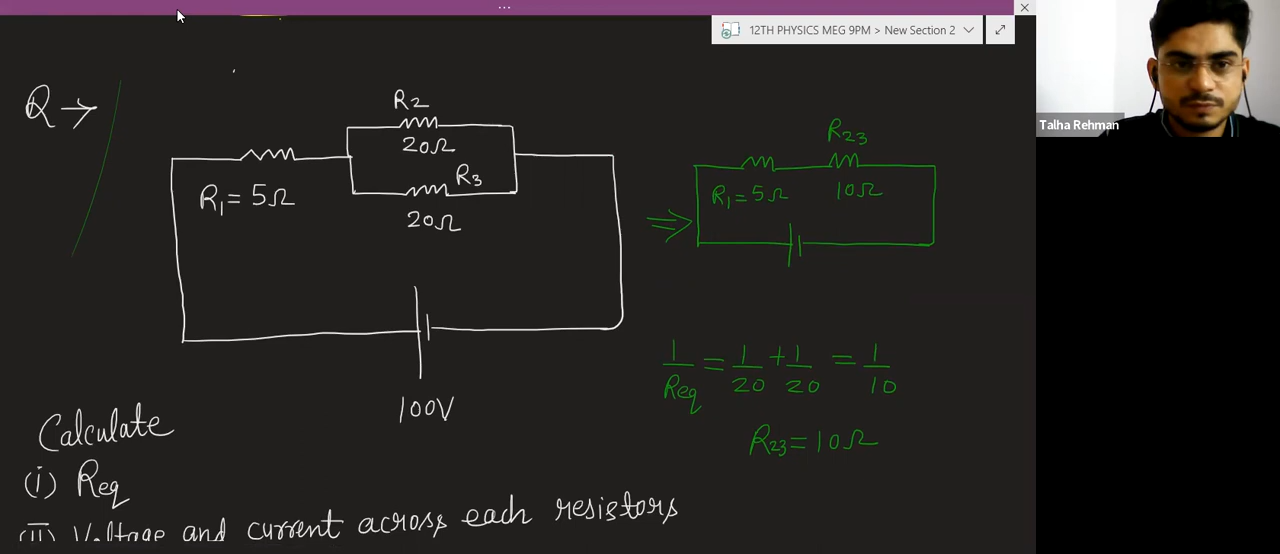 ...
12TH PHYSICS MEG 9PM > New Section 2
Talha Rehman
Q →
R2
20Ω
R3
20Ω
R1 = 5Ω
100V
⇒
R23
R1 = 5Ω
10Ω
1/Req = 1/20 + 1/20 = 1/10
R23 = 10Ω
Calculate
(i) Req
(ii) Voltage and current across each resistors